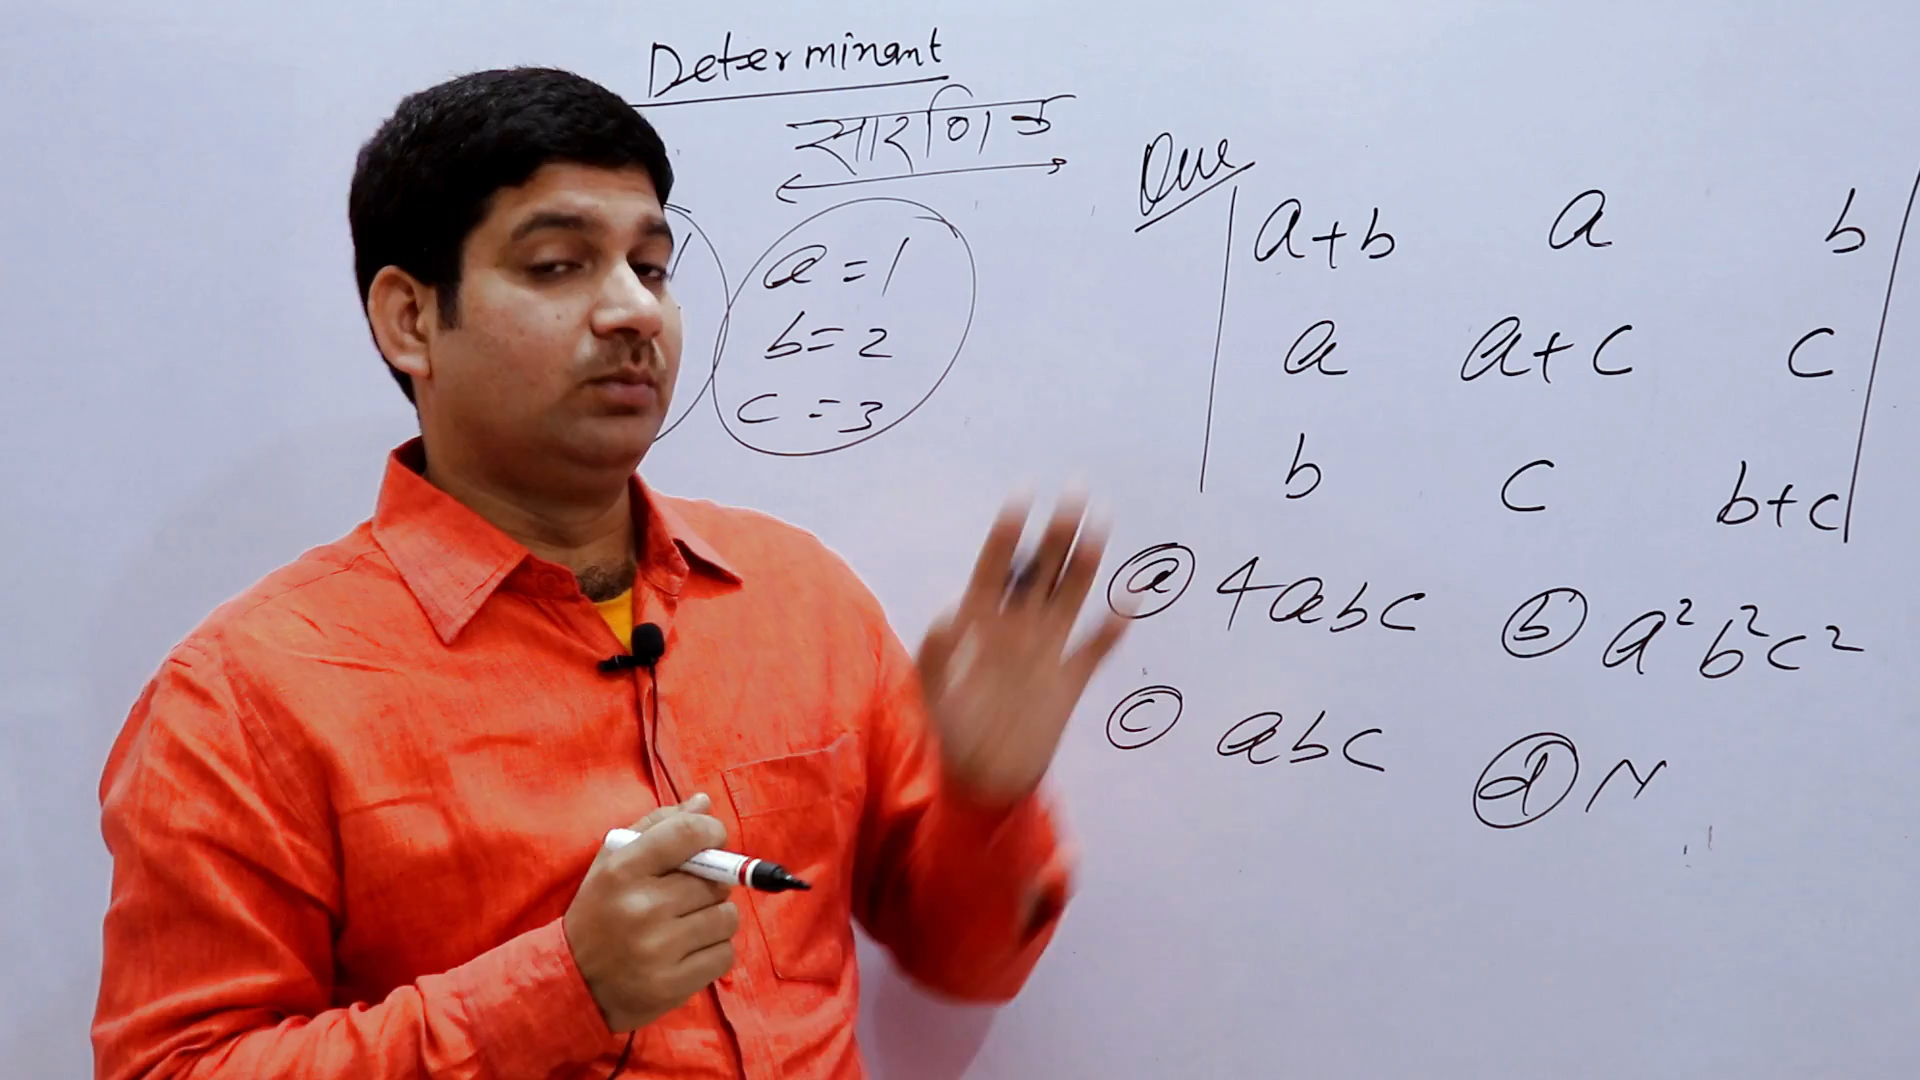 Determinant
सारणिक
a = 1
b = 2
c = 3
Que
a+b a b
a a+c c
b c b+c
(a) 4abc (b) a²b²c²
(c) abc (d) N